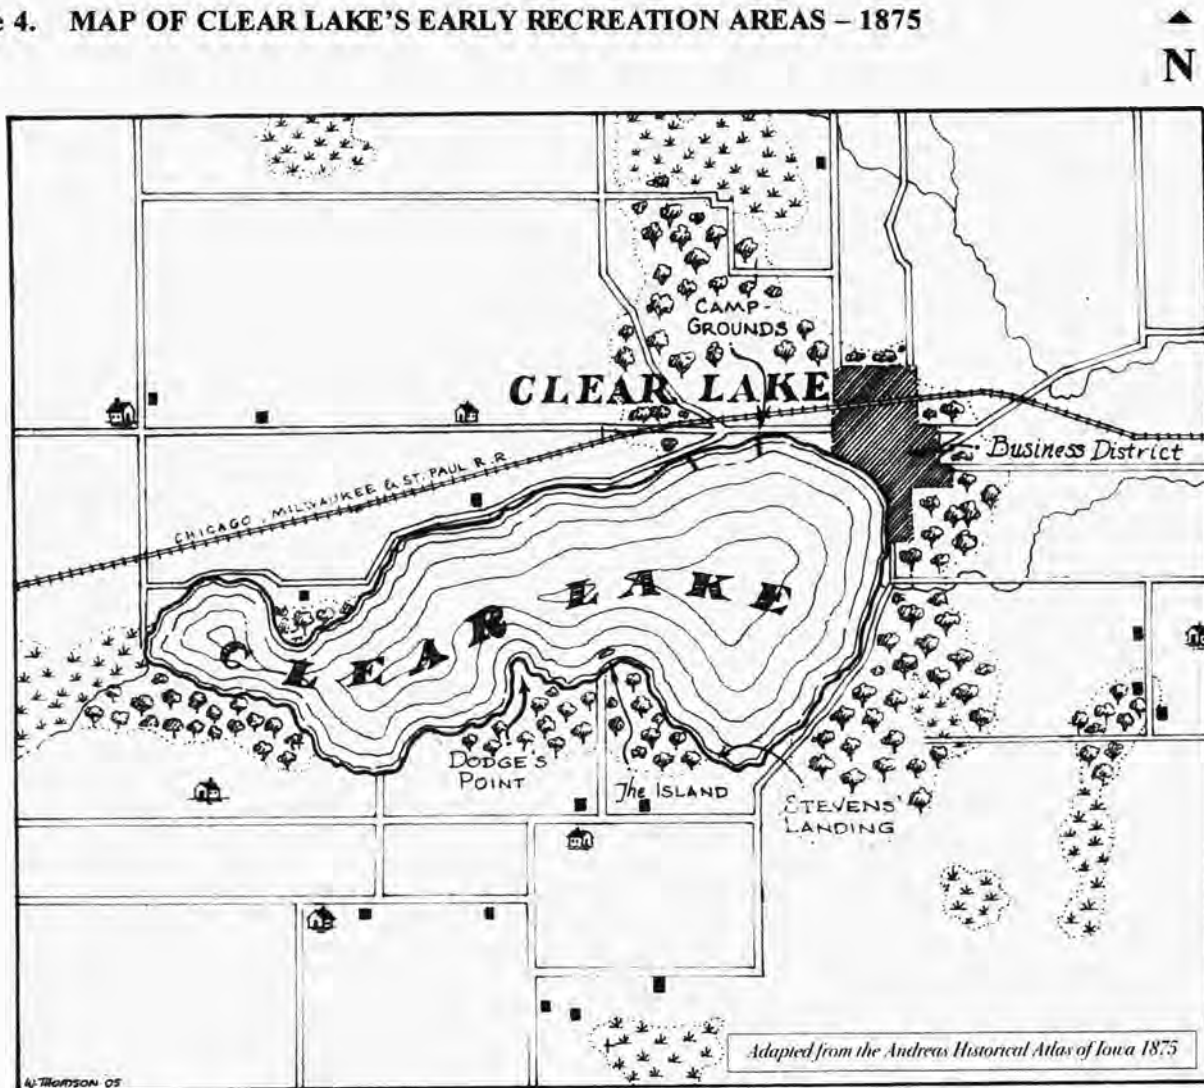 e 4. MAP OF CLEAR LAKE'S EARLY RECREATION AREAS – 1875
N
CAMP-
GROUNDS
CLEAR LAKE
Business District
CHICAGO - MILWAUKEE & ST. PAUL R.R.
CLEAR LAKE
DODGE'S
POINT
The ISLAND
STEVENS'
LANDING
Adapted from the Andreas Historical Atlas of Iowa 1875
W. THOMSON 05